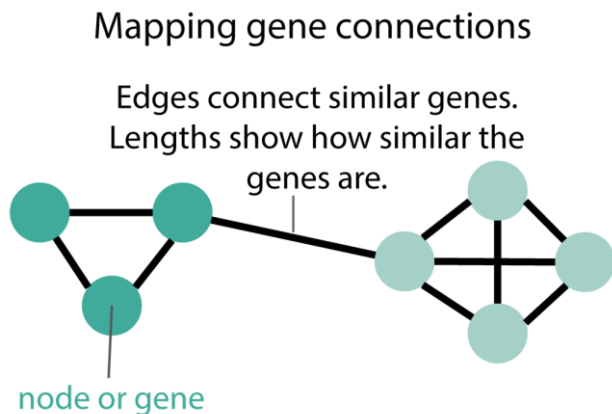 Mapping gene connections
Edges connect similar genes.
Lengths show how similar the
genes are.
node or gene